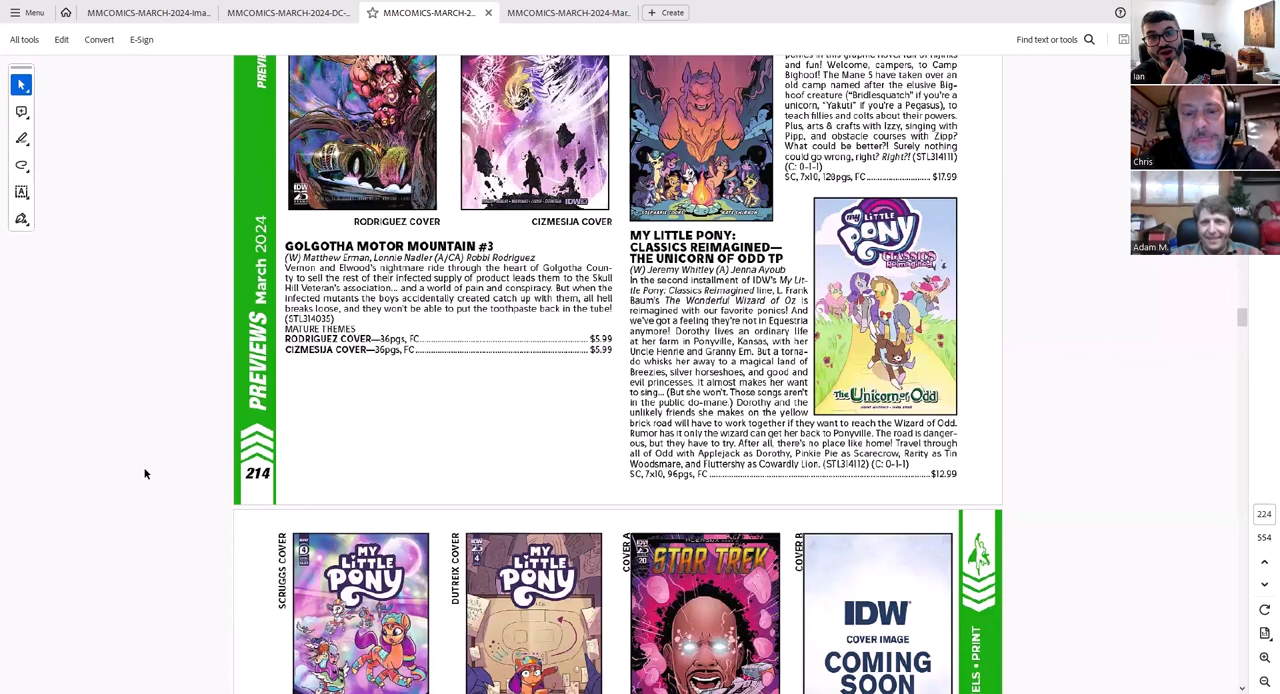 Menu
MMCOMICS-MARCH-2024-Ima...
MMCOMICS-MARCH-2024-DC-...
MMCOMICS-MARCH-2...
MMCOMICS-MARCH-2024-Mar...
Create
All tools
Edit
Convert
E-Sign
Find text or tools
Ian
Chris
Adam M.
PREVIEWS March 2024
214
RODRIGUEZ COVER
CIZMESIJA COVER
GOLGOTHA MOTOR MOUNTAIN #3
(W) Matthew Erman, Lonnie Nadler (A/CA) Robbi Rodriguez
Vernon and Elwood's nightmare ride through the heart of Golgotha Coun-
ty to sell the rest of their infected supply of product leads them to the Skull
Hill Veteran's association... and a world of pain and conspiracy. But when the
infected mutants the boys accidentally created catch up with them, all hell
breaks loose, and they won't be able to put the toothpaste back in the tube!
(STL314035)
MATURE THEMES
RODRIGUEZ COVER—36pgs, FC $5.99
CIZMESIJA COVER—36pgs, FC $5.99
and fun! Welcome, campers, to Camp
Bighoof! The Mane 5 have taken over an
old camp named after the elusive Big-
hoof creature ("Bridlesquatch" if you're a
unicorn, "Yakuti" if you're a Pegasus), to
teach fillies and colts about their powers.
Plus, arts & crafts with Izzy, singing with
Pipp, and obstacle courses with Zipp?
What could be better?! Surely nothing
could go wrong, right? Right?! (STL314111)
(C: 0-1-1)
SC, 7x10, 128pgs, FC $17.99
MY LITTLE PONY:
CLASSICS REIMAGINED—
THE UNICORN OF ODD TP
(W) Jeremy Whitley (A) Jenna Ayoub
In the second installment of IDW's My Lit-
tle Pony: Classics Reimagined line, L. Frank
Baum's The Wonderful Wizard of Oz is
reimagined with our favorite ponies! And
we've got a feeling they're not in Equestria
anymore! Dorothy lives an ordinary life
at her farm in Ponyville, Kansas, with her
Uncle Henrie and Granny Em. But a torna-
do whisks her away to a magical land of
Breezies, silver horseshoes, and good and
evil princesses. It almost makes her want
to sing... (But she won't. Those songs aren't
in the public do-mane.) Dorothy and the
unlikely friends she makes on the yellow
brick road will have to work together if they want to reach the Wizard of Odd.
Rumor has it only the wizard can get her back to Ponyville. The road is danger-
ous, but they have to try. After all, there's no place like home! Travel through
all of Odd with Applejack as Dorothy, Pinkie Pie as Scarecrow, Rarity as Tin
Woodsmare, and Fluttershy as Cowardly Lion. (STL314112) (C: 0-1-1)
SC, 7x10, 96pgs, FC $12.99
my LITTLE
PONY
CLASSICS
Reimagined
The Unicorn of Odd
SCRUGGS COVER
MY
LITTLE
PONY
DUTREIX COVER
MY
LITTLE
PONY
COVER A
STAR TREK
COVER B
IDW
COVER IMAGE
COMING
SOON
ELS • PRINT
224
554